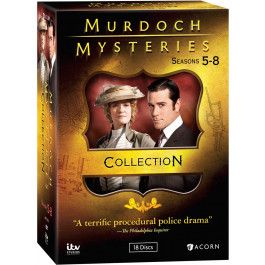 MURDOCH
MYSTERIES
SEASONS 5-8
COLLECTION
"A terrific procedural police drama"
—The Philadelphia Inquirer
itv
STUDIOS
18 Discs
ACORN